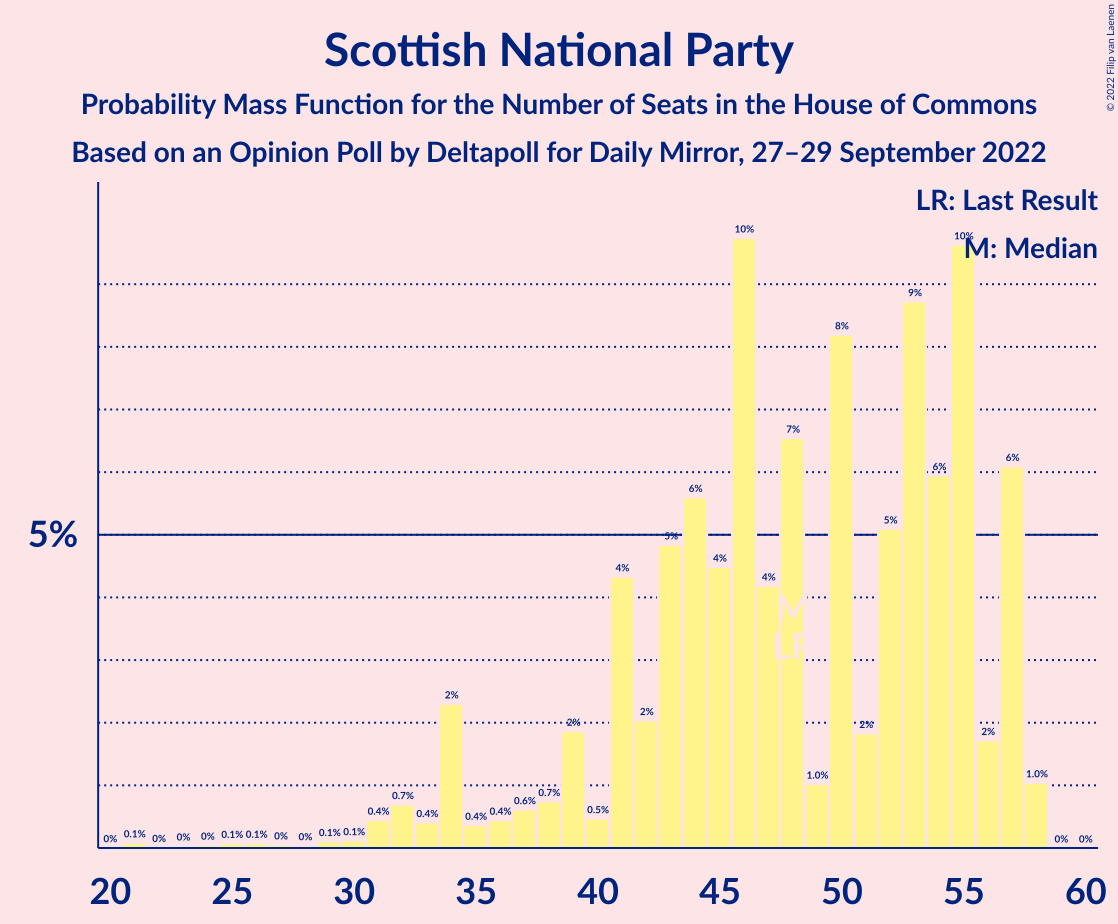 Scottish National Party
Probability Mass Function for the Number of Seats in the House of Commons
Based on an Opinion Poll by Deltapoll for Daily Mirror, 27–29 September 2022
© 2022 Filip van Laenen
LR: Last Result
M: Median
5%
0% 0.1% 0% 0% 0% 0.1% 0.1% 0% 0% 0.1% 0.1% 0.4% 0.7% 0.4% 2% 0.4% 0.4% 0.6% 0.7% 2% 0.5% 4% 2% 5% 6% 4% 10% 4% 7% 1.0% 8% 2% 5% 9% 6% 10% 2% 6% 1.0% 0% 0%
M
LR
20 25 30 35 40 45 50 55 60